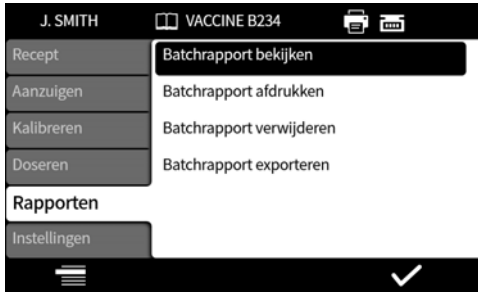 J. SMITH VACCINE B234
Recept
Aanzuigen
Kalibreren
Doseren
Rapporten
Instellingen
Batchrapport bekijken
Batchrapport afdrukken
Batchrapport verwijderen
Batchrapport exporteren